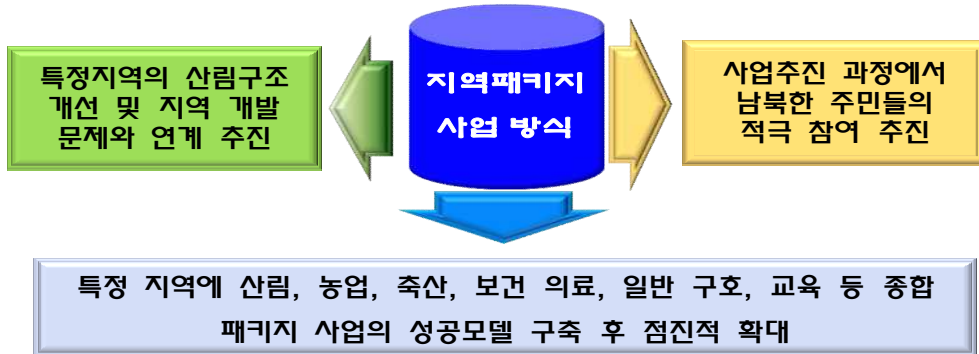 특정지역의 산림구조
개선 및 지역 개발
문제와 연계 추진
지역패키지
사업 방식
사업추진 과정에서
남북한 주민들의
적극 참여 추진
특정 지역에 산림, 농업, 축산, 보건 의료, 일반 구호, 교육 등 종합
패키지 사업의 성공모델 구축 후 점진적 확대